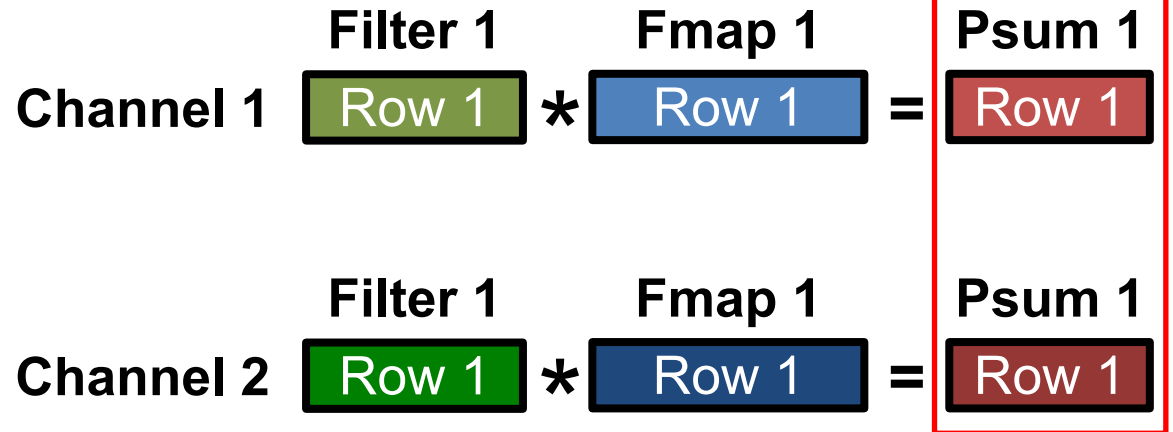 Filter 1 Fmap 1 Psum 1
Channel 1 Row 1 * Row 1 = Row 1
Filter 1 Fmap 1 Psum 1
Channel 2 Row 1 * Row 1 = Row 1